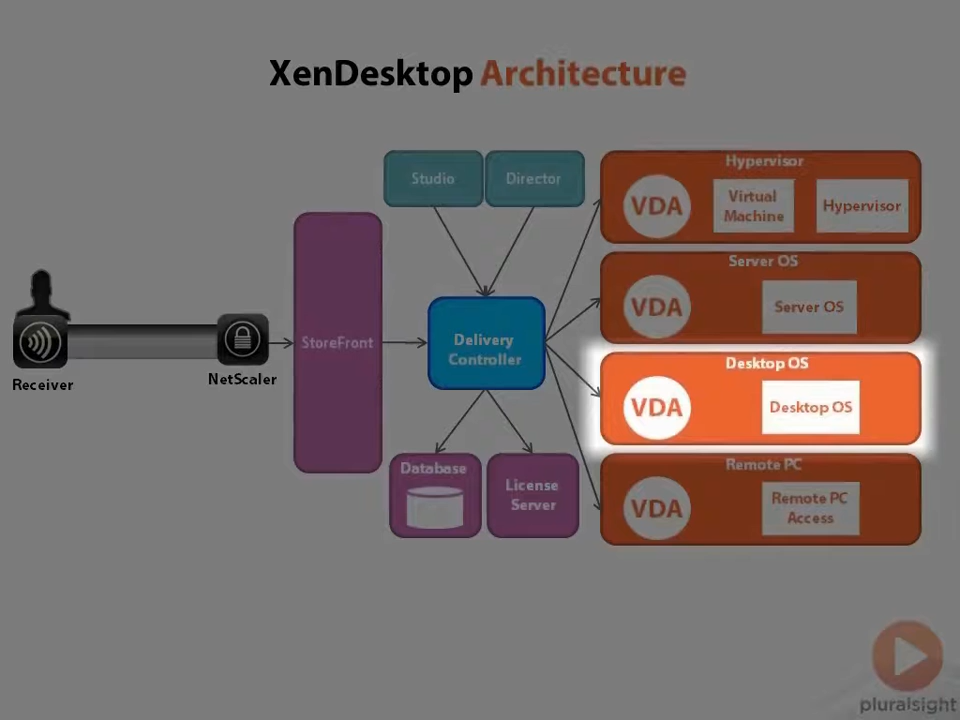 XenDesktop Architecture
Studio
Director
Hypervisor
VDA
Virtual
Machine
Hypervisor
Server OS
VDA
Server OS
Receiver
NetScaler
StoreFront
Delivery
Controller
Desktop OS
VDA
Desktop OS
Database
License
Server
Remote PC
VDA
Remote PC
Access
pluralsight